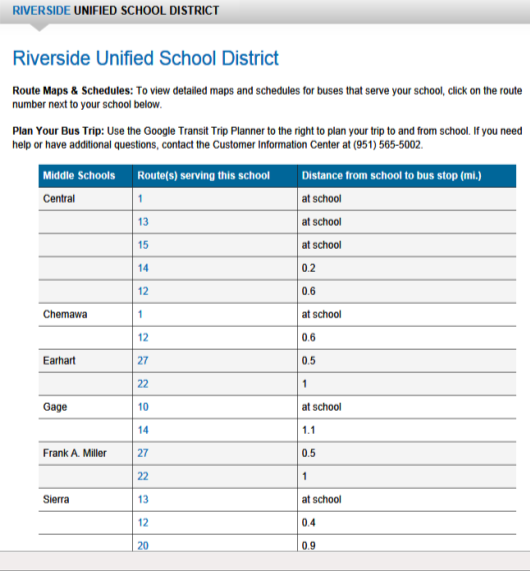 RIVERSIDE UNIFIED SCHOOL DISTRICT
Riverside Unified School District
Route Maps & Schedules: To view detailed maps and schedules for buses that serve your school, click on the route
number next to your school below.
Plan Your Bus Trip: Use the Google Transit Trip Planner to the right to plan your trip to and from school. If you need
help or have additional questions, contact the Customer Information Center at (951) 565-5002.
Middle Schools Route(s) serving this school Distance from school to bus stop (mi.)
Central 1 at school
13 at school
15 at school
14 0.2
12 0.6
Chemawa 1 at school
12 0.6
Earhart 27 0.5
22 1
Gage 10 at school
14 1.1
Frank A. Miller 27 0.5
22 1
Sierra 13 at school
12 0.4
20 0.9